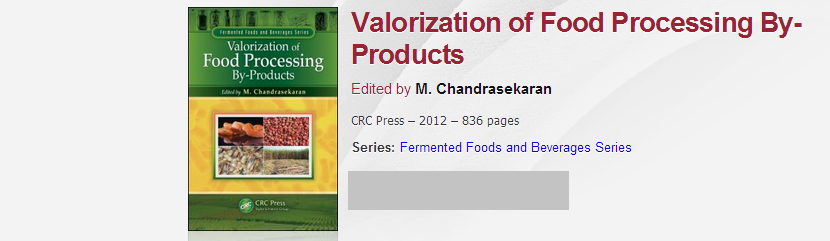 Fermented Foods and Beverages Series
Valorization of
Food Processing
By-Products
Edited by M. Chandrasekaran
CRC Press
Valorization of Food Processing By-
Products
Edited by M. Chandrasekaran
CRC Press – 2012 – 836 pages
Series: Fermented Foods and Beverages Series